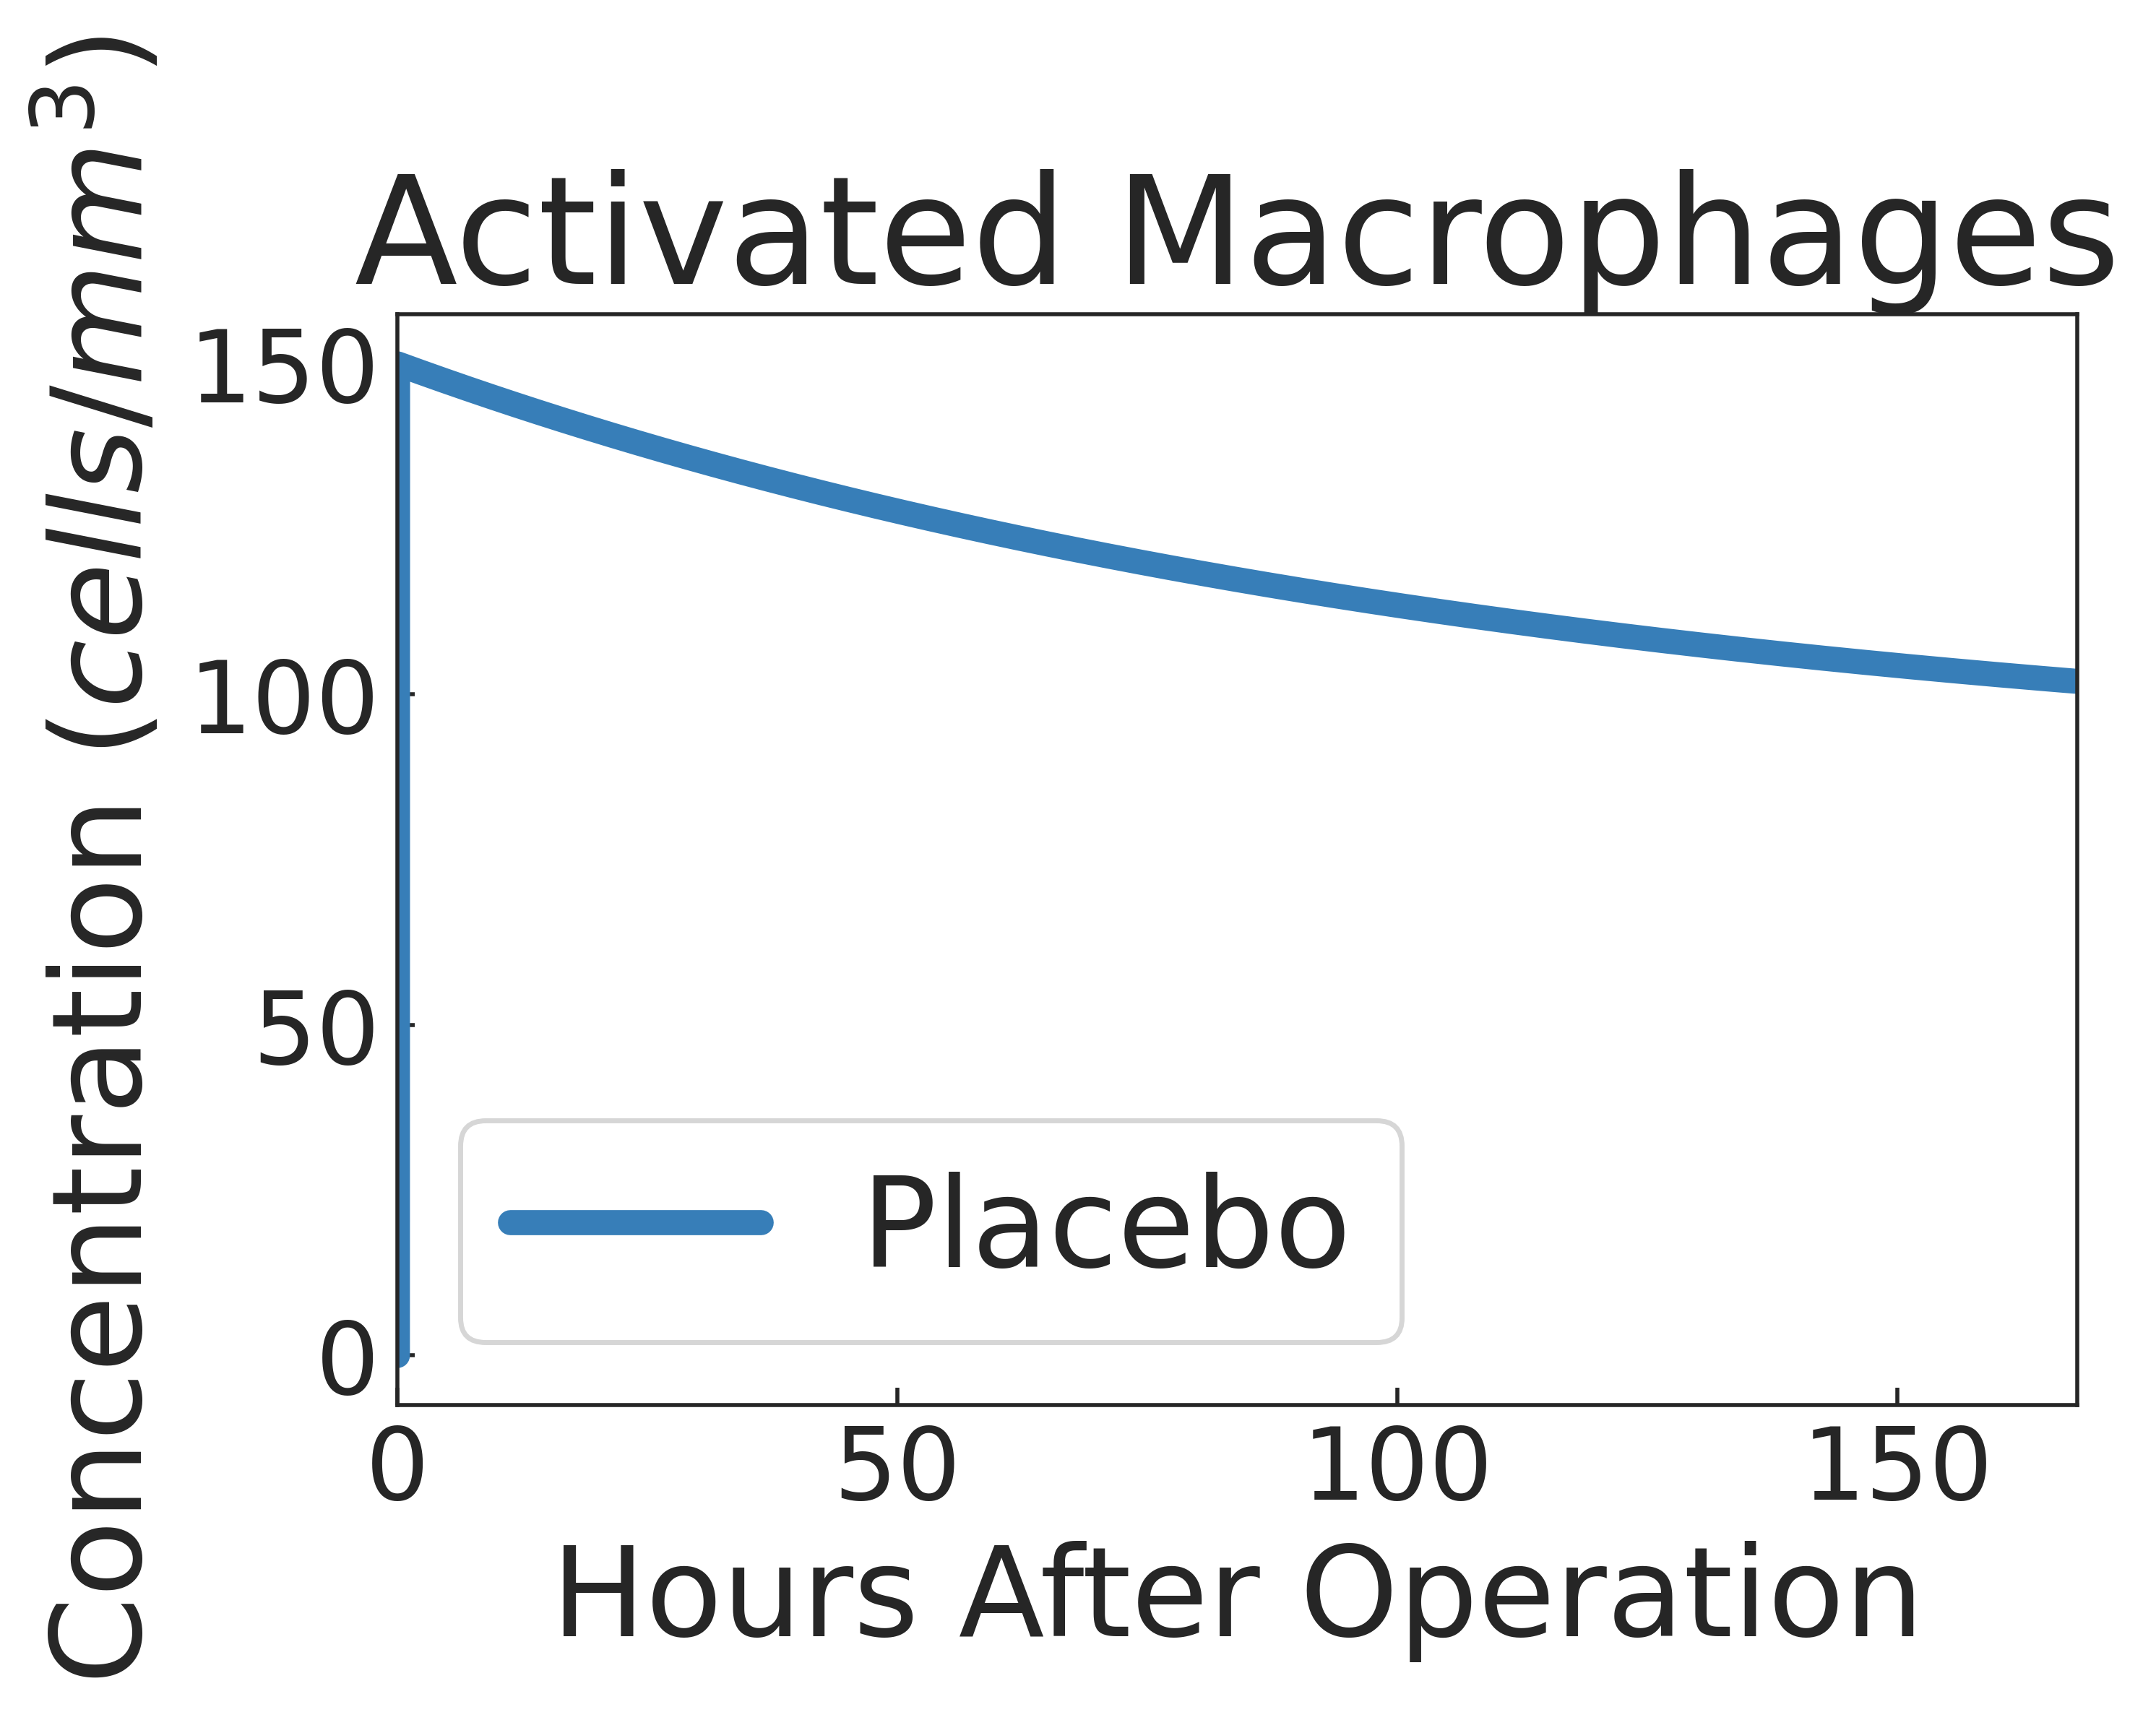 Activated Macrophages
Concentration (cells/mm³)
150
100
50
0
Placebo
0 50 100 150
Hours After Operation